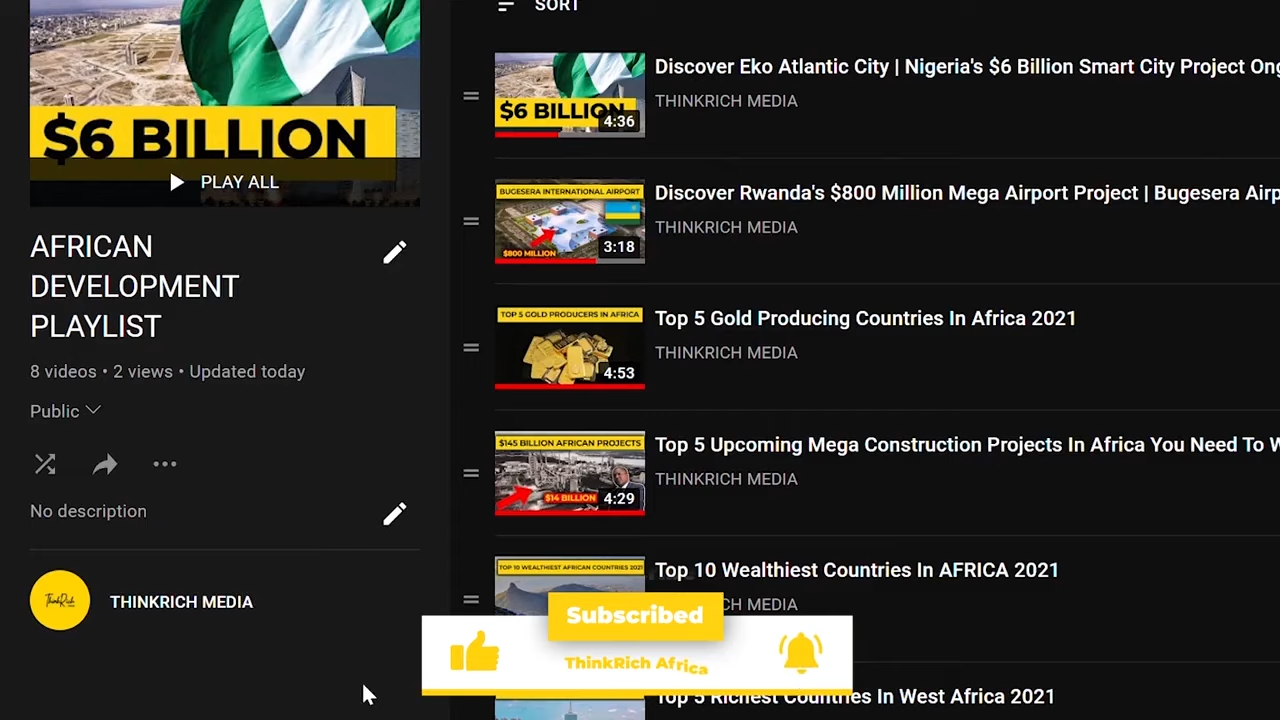 $6 BILLION
PLAY ALL
AFRICAN
DEVELOPMENT
PLAYLIST
8 videos • 2 views • Updated today
Public
No description
ThinkRich
THINKRICH MEDIA
SORT
$6 BILLION
4:36
Discover Eko Atlantic City | Nigeria's $6 Billion Smart City Project
THINKRICH MEDIA
BUGESERA INTERNATIONAL AIRPORT
$800 MILLION
3:18
Discover Rwanda's $800 Million Mega Airport Project | Bugesera
THINKRICH MEDIA
TOP 5 GOLD PRODUCERS IN AFRICA
4:53
Top 5 Gold Producing Countries In Africa 2021
THINKRICH MEDIA
$145 BILLION AFRICAN PROJECTS
$14 BILLION
4:29
Top 5 Upcoming Mega Construction Projects In Africa You Need To
THINKRICH MEDIA
TOP 10 WEALTHIEST AFRICAN COUNTRIES 2021
Top 10 Wealthiest Countries In AFRICA 2021
MEDIA
Subscribed
ThinkRich Africa
Top 5 Richest Countries In West Africa 2021